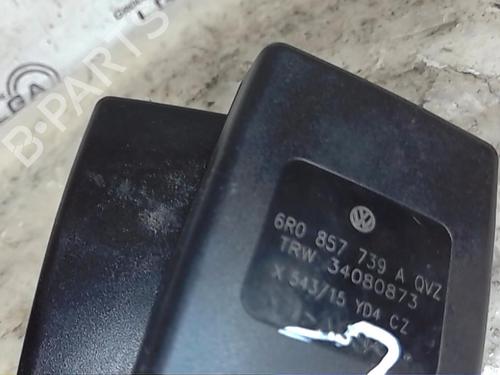 B-PARTS
6R0 857 739 A QVZ
TRW 34080873
X 543/15 YD4 CZ